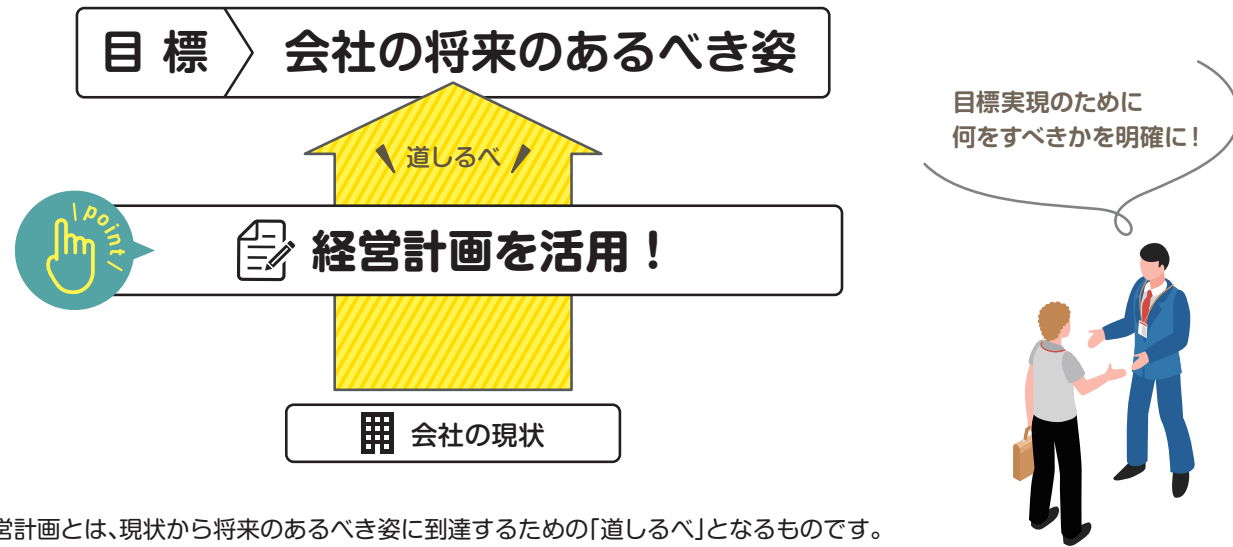 目標 会社の将来のあるべき姿
目標実現のために
何をすべきかを明確に!
道しるべ
point
経営計画を活用!
会社の現状
営計画とは、現状から将来のあるべき姿に到達するための「道しるべ」となるものです。